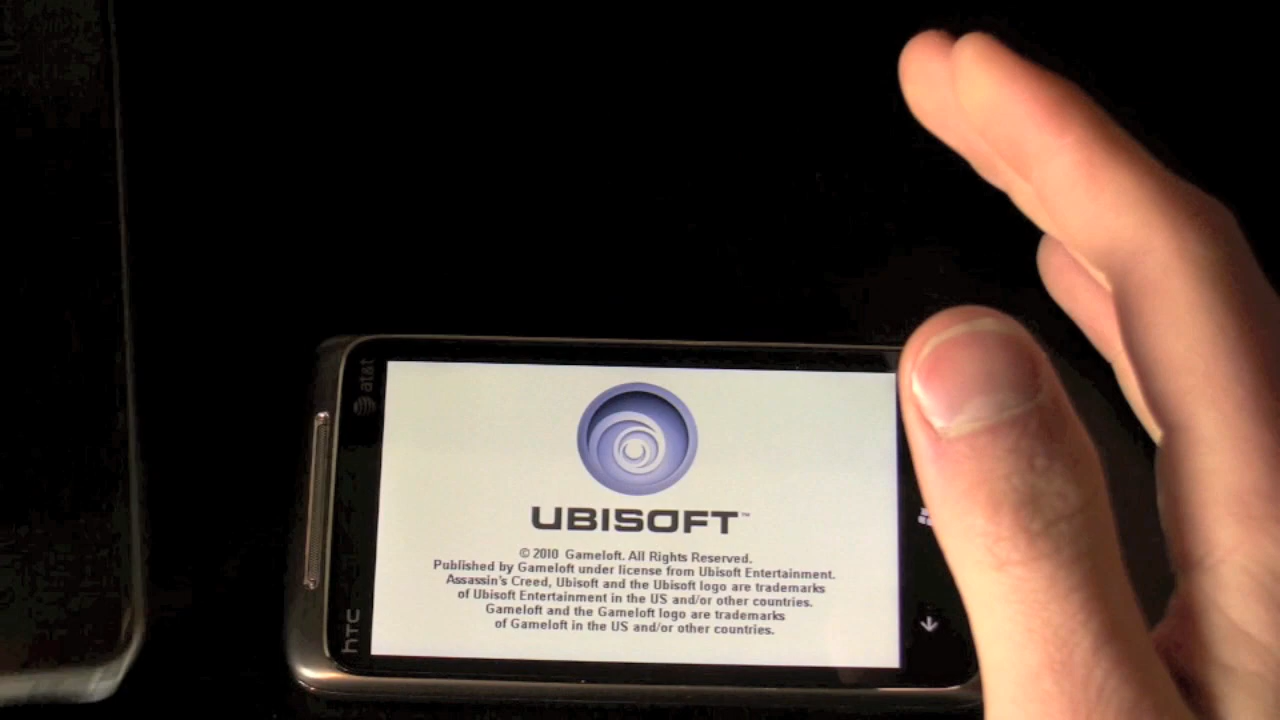 at&t
hTC
UBISOFT™
© 2010 Gameloft. All Rights Reserved.
Published by Gameloft under license from Ubisoft Entertainment.
Assassin's Creed, Ubisoft and the Ubisoft logo are trademarks
of Ubisoft Entertainment in the US and/or other countries.
Gameloft and the Gameloft logo are trademarks
of Gameloft in the US and/or other countries.